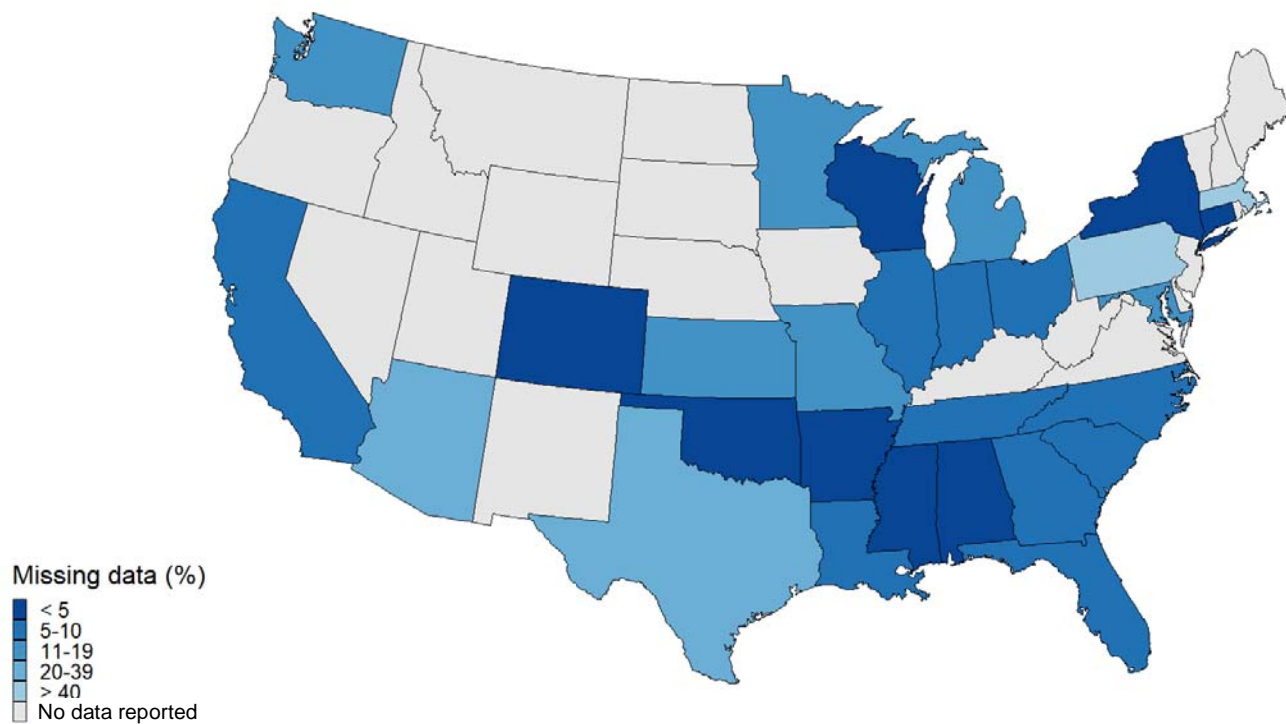 Missing data (%)
< 5
5-10
11-19
20-39
> 40
No data reported